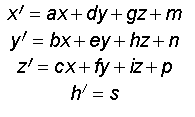 x′ = ax + dy + gz + m
y′ = bx + ey + hz + n
z′ = cx + fy + iz + p
h′ = s